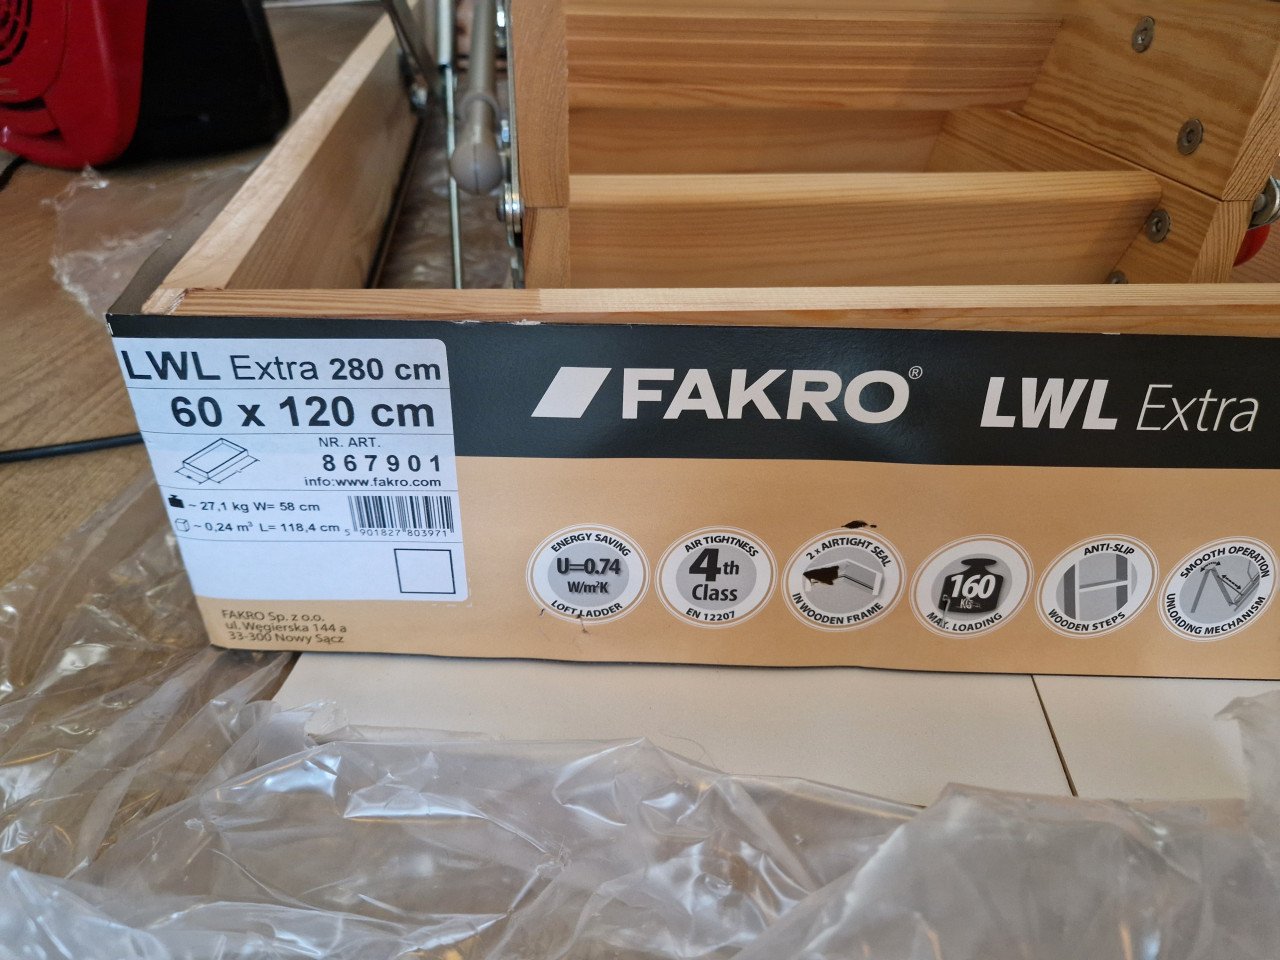 LWL Extra 280 cm
60 x 120 cm
NR. ART.
867901
info:www.fakro.com
~ 27,1 kg W= 58 cm
~ 0,24 m³ L= 118,4 cm
5 901827 803971
FAKRO Sp. z o.o.
ul. Węgierska 144 a
33-300 Nowy Sącz
FAKRO®
LWL Extra
ENERGY SAVING
U=0.74
W/m²K
LOFT LADDER
AIR TIGHTNESS
4th
Class
EN 12207
2 x AIRTIGHT SEAL
IN WOODEN FRAME
160
KG
MAX. LOADING
ANTI-SLIP
WOODEN STEPS
SMOOTH OPERATION
UNLOADING MECHANISM